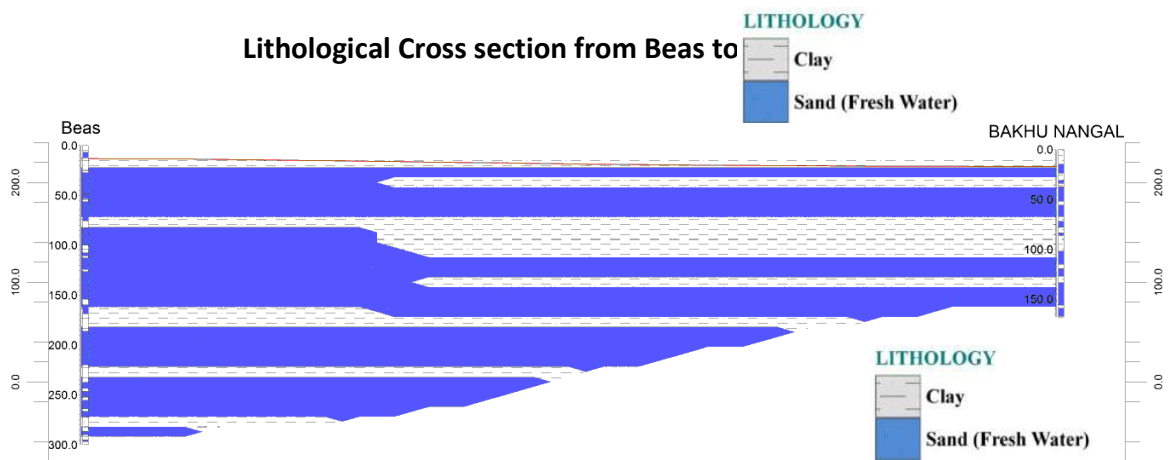 LITHOLOGY
Clay
Sand (Fresh Water)
Lithological Cross section from Beas to
Beas
BAKHU NANGAL
0.0
50.0
100.0
150.0
200.0
250.0
300.0
200.0
100.0
0.0
0.0
50.0
100.0
150.0
200.0
100.0
0.0
LITHOLOGY
Clay
Sand (Fresh Water)